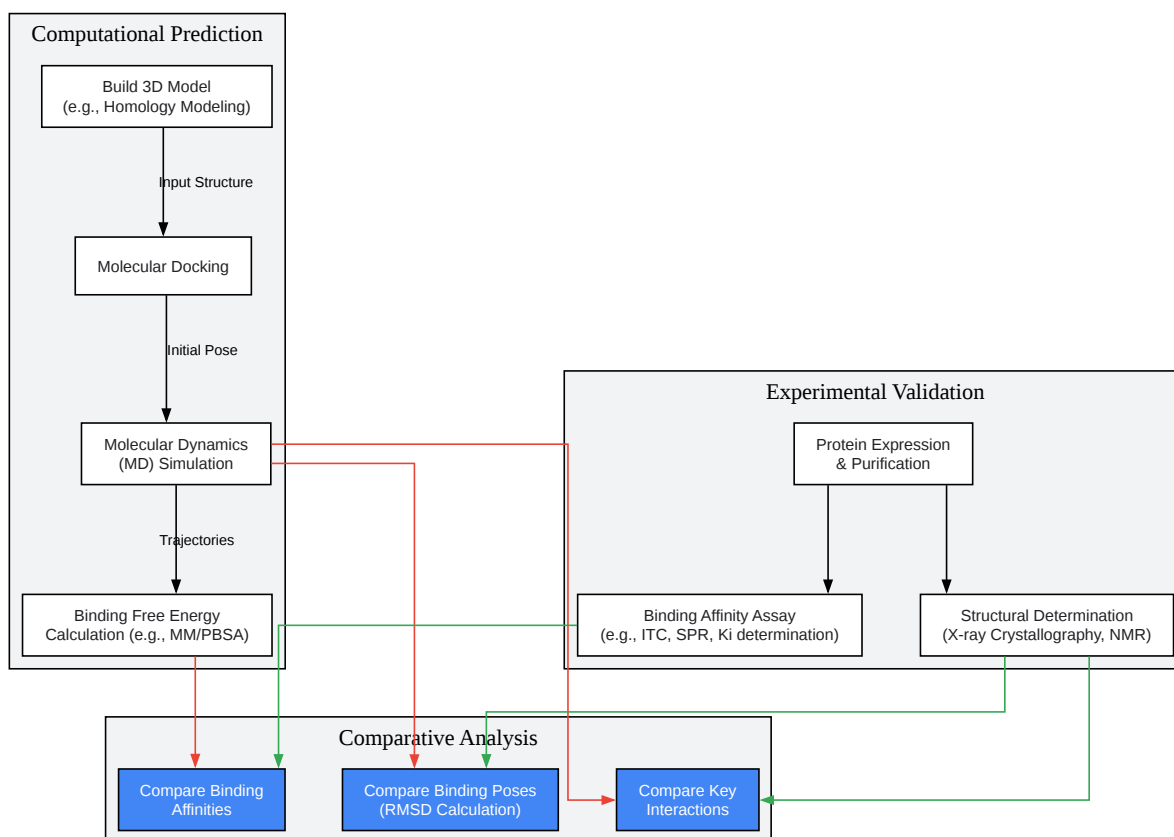 Computational Prediction
Build 3D Model
(e.g., Homology Modeling)
Input Structure
Molecular Docking
Initial Pose
Molecular Dynamics
(MD) Simulation
Trajectories
Binding Free Energy
Calculation (e.g., MM/PBSA)
Experimental Validation
Protein Expression
& Purification
Binding Affinity Assay
(e.g., ITC, SPR, Ki determination)
Structural Determination
(X-ray Crystallography, NMR)
Comparative Analysis
Compare Binding
Affinities
Compare Binding Poses
(RMSD Calculation)
Compare Key
Interactions